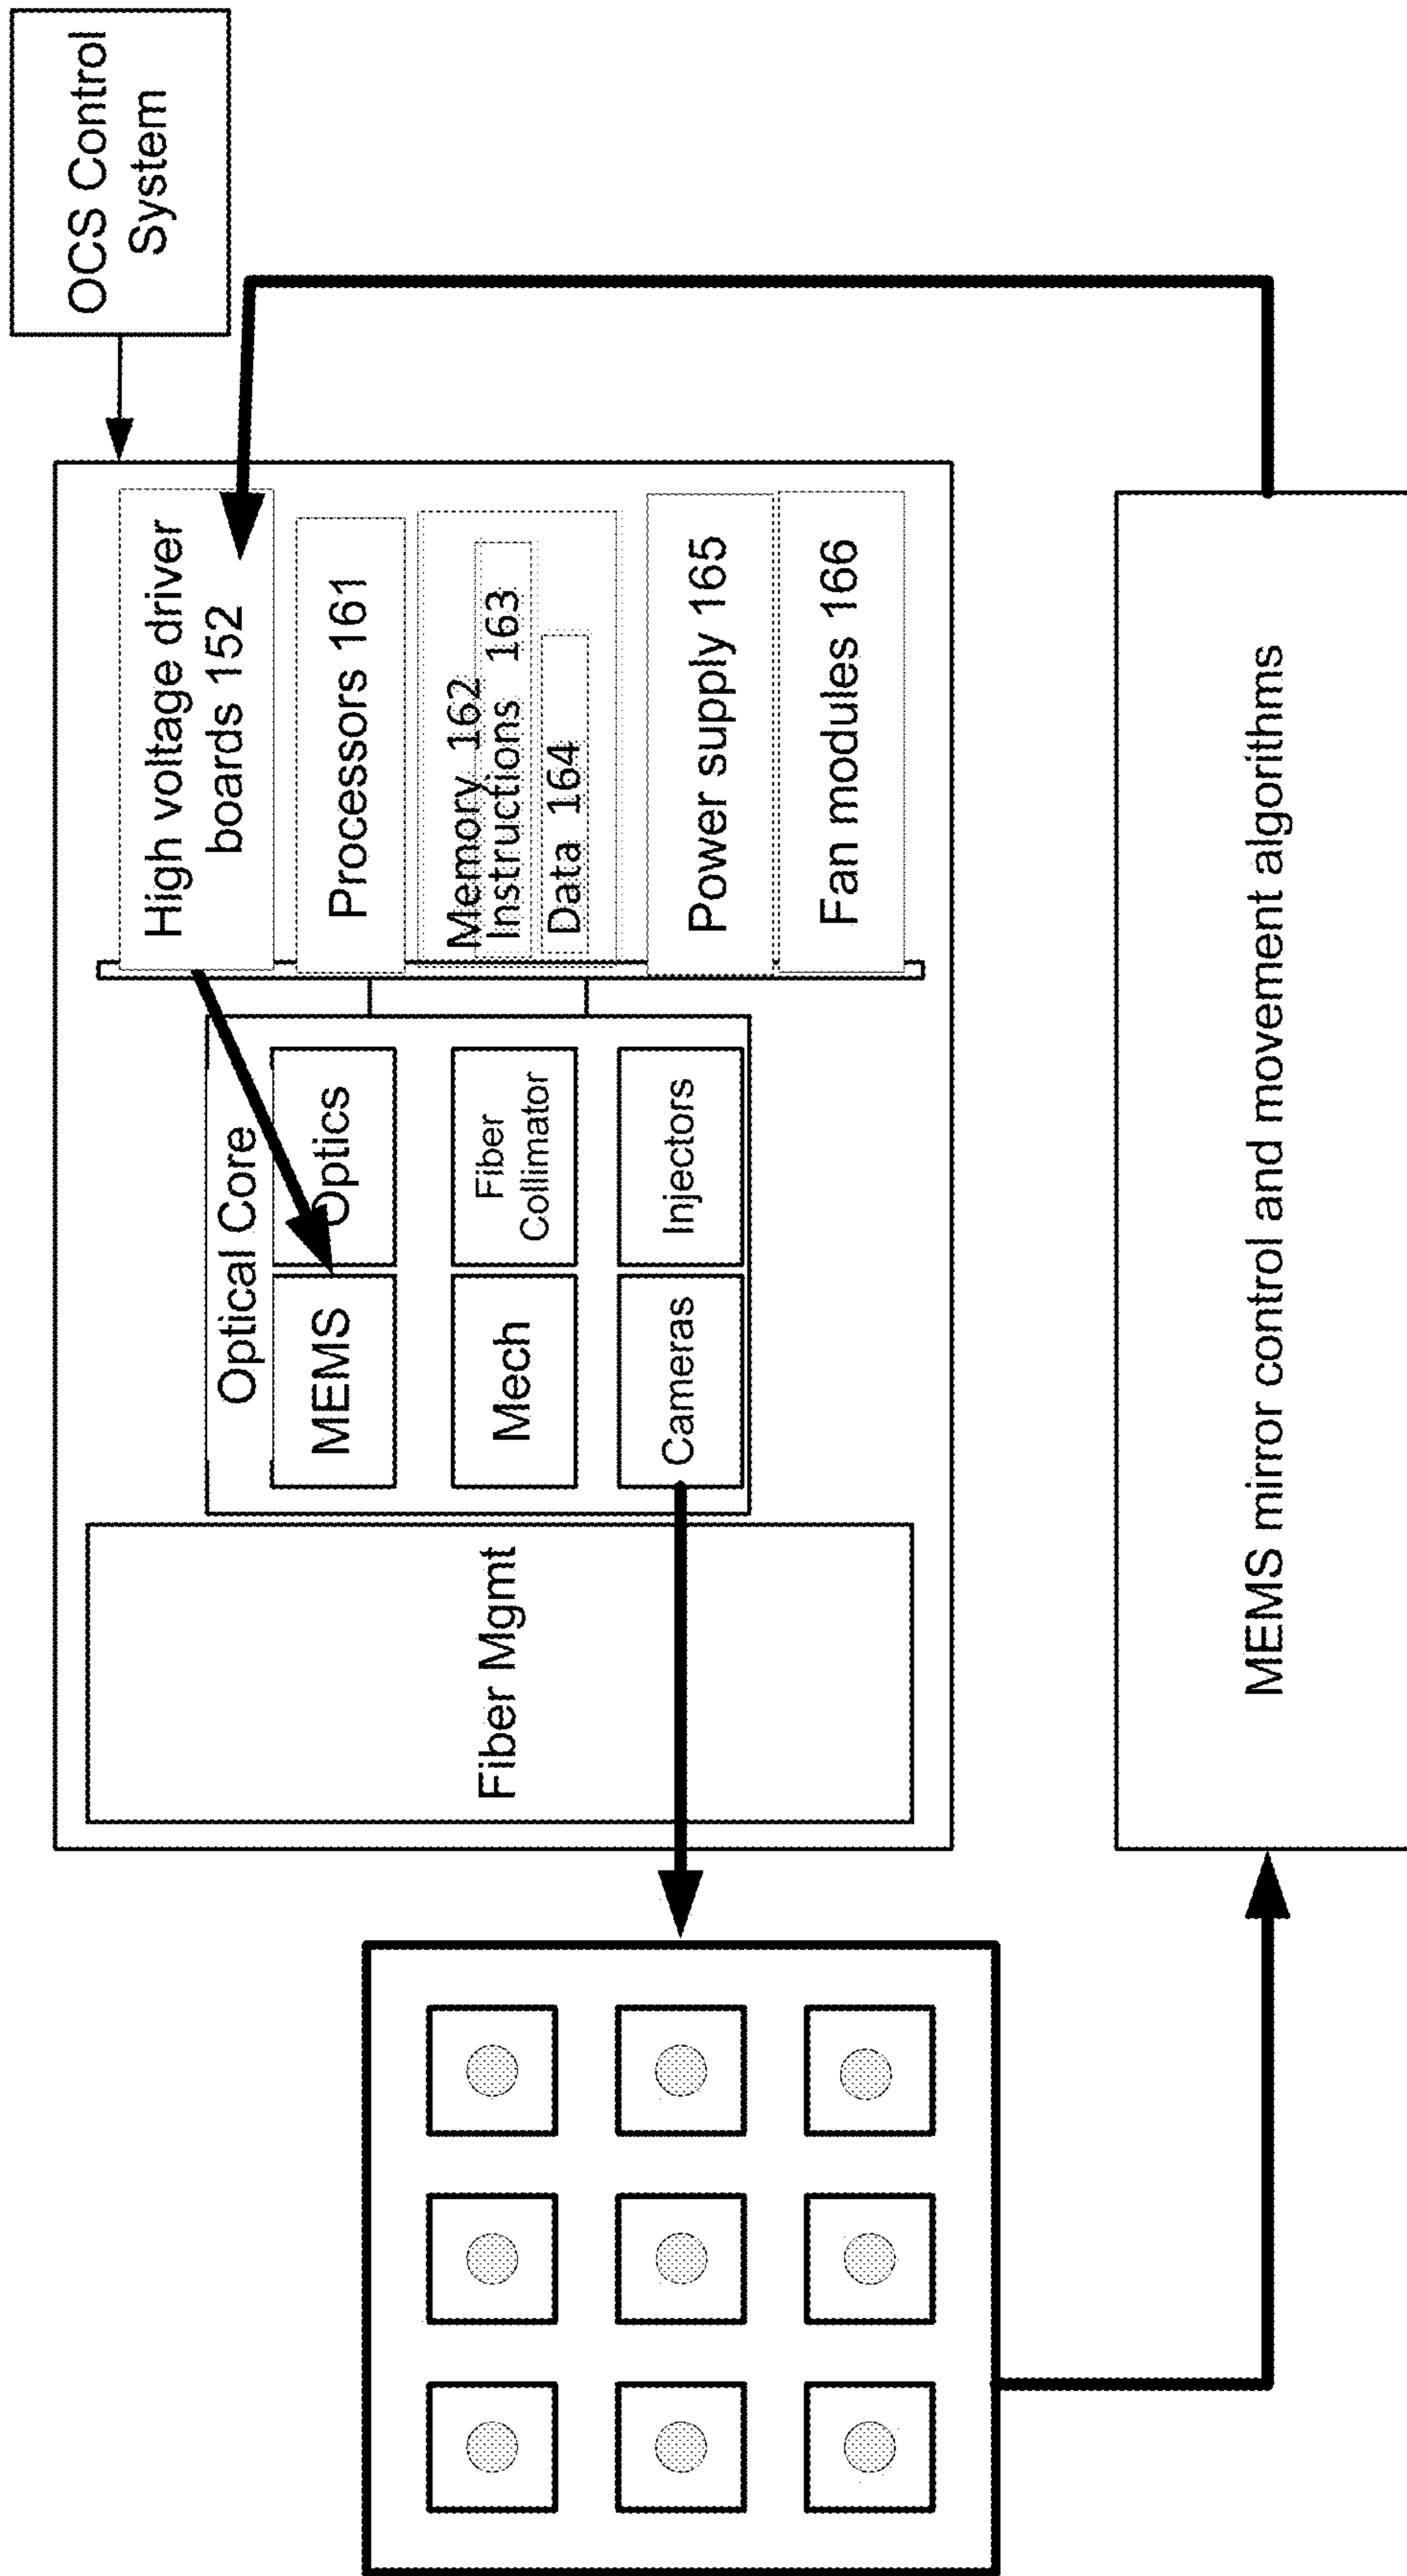 OCS Control
System
High voltage driver
boards 152
Processors 161
Memory 162
Instructions 163
Data 164
Power supply 165
Fan modules 166
Optical Core
MEMS
Optics
Mech
Fiber
Collimator
Cameras
Injectors
Fiber Mgmt
MEMS mirror control and movement algorithms